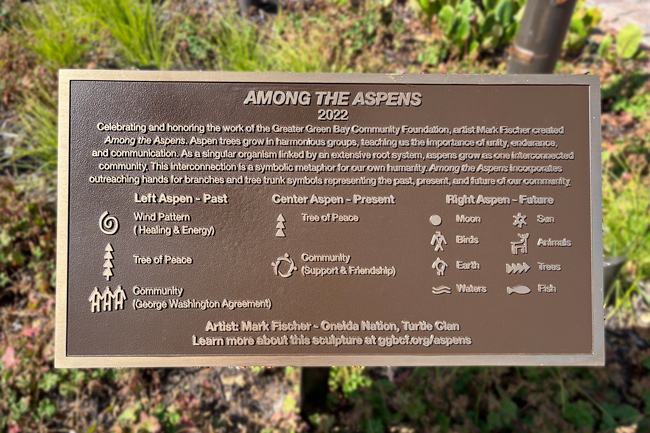 AMONG THE ASPENS
2022
Celebrating and honoring the work of the Greater Green Bay Community Foundation, artist Mark Fischer created
Among the Aspens. Aspen trees grow in harmonious groups, teaching us the importance of unity, endurance,
and communication. As a singular organism linked by an extensive root system, aspens grow as one interconnected
community. This interconnection is a symbolic metaphor for our own humanity. Among the Aspens incorporates
outreaching hands for branches and tree trunk symbols representing the past, present, and future of our community.
Left Aspen - Past
Wind Pattern
(Healing & Energy)
Tree of Peace
Community
(George Washington Agreement)
Center Aspen - Present
Tree of Peace
Community
(Support & Friendship)
Right Aspen - Future
Moon
Sun
Birds
Animals
Earth
Trees
Waters
Fish
Artist: Mark Fischer - Oneida Nation, Turtle Clan
Learn more about this sculpture at ggbcf.org/aspens